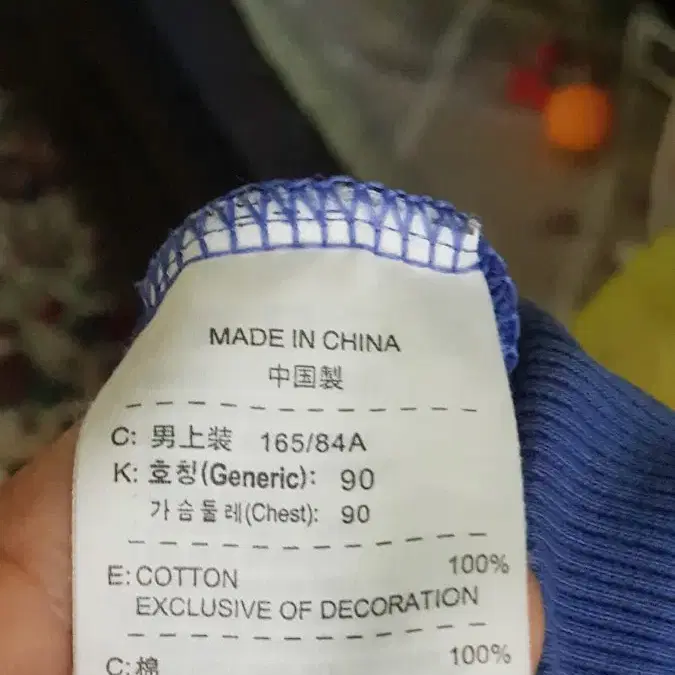 MADE IN CHINA
中国製
C: 男上装 165/84A
K: 호칭(Generic): 90
가슴둘레(Chest): 90
E: COTTON 100%
EXCLUSIVE OF DECORATION
C: 棉 100%